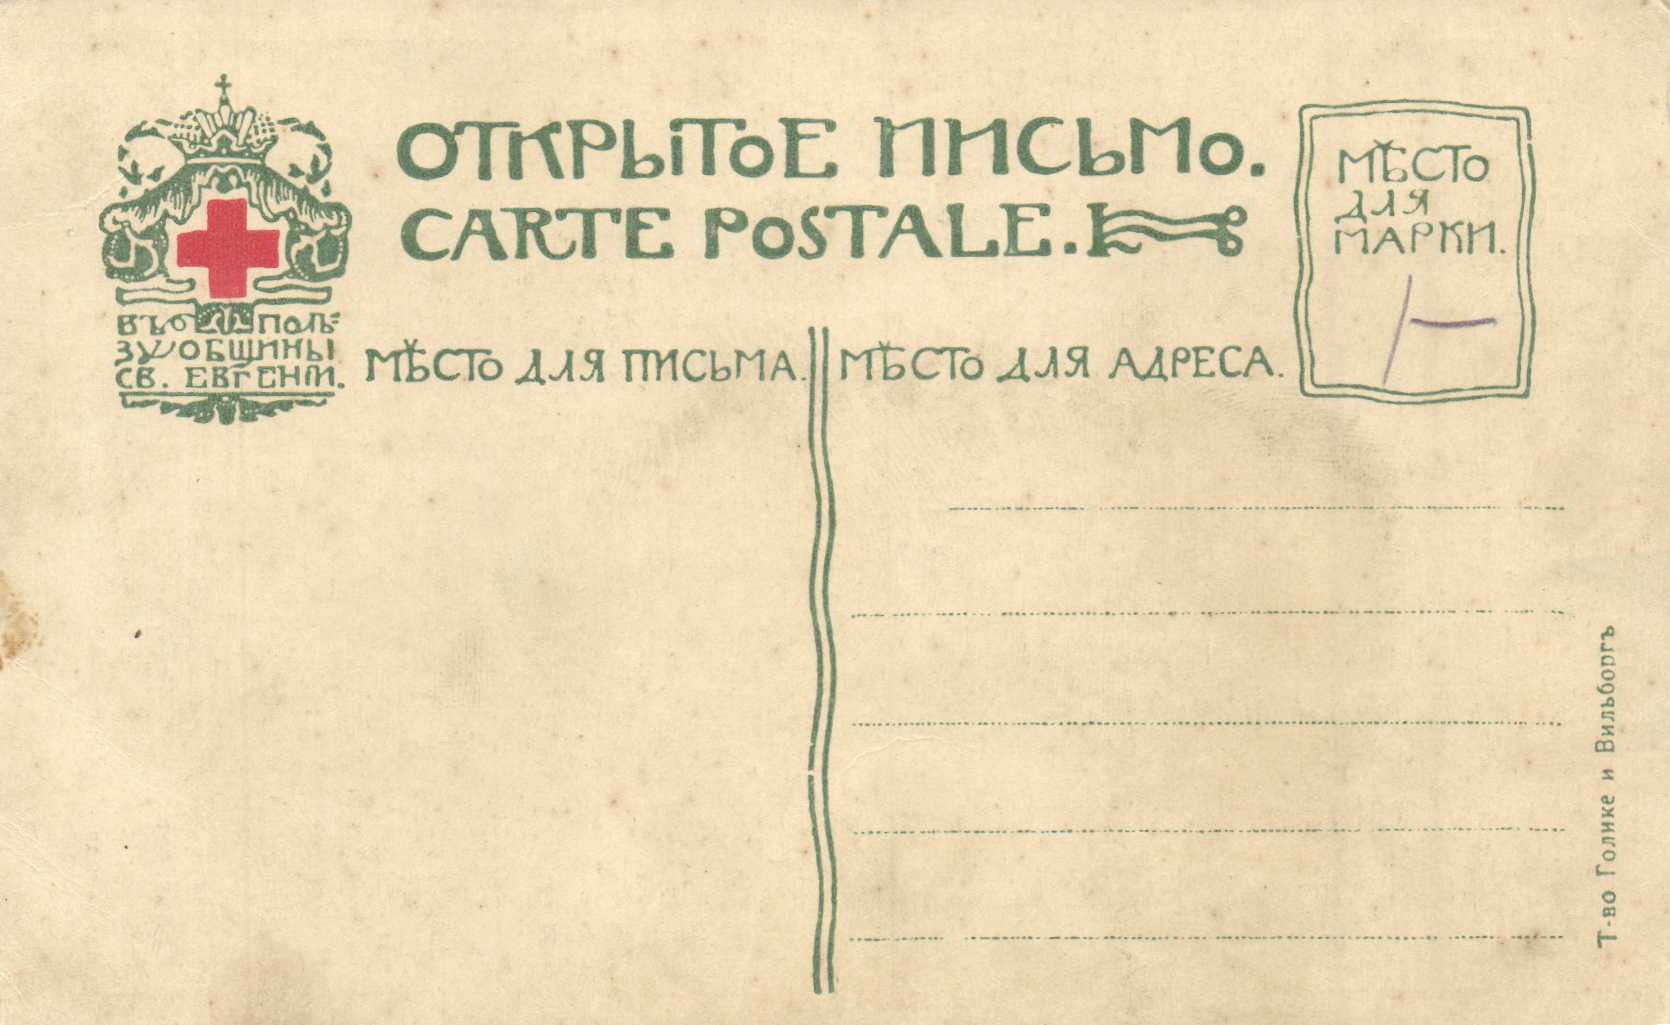 ОТКРЫТОЕ ПИСЬМО.
CARTE POSTALE.
МѢСТО
ДЛЯ
МАРКИ.
ВЪ ПОЛЬ-
ЗУ ОБЩИНЫ
СВ. ЕВГЕНІИ.
МѢСТО ДЛЯ ПИСЬМА.
МѢСТО ДЛЯ АДРЕСА.
Т-во Голике и Вильборгъ